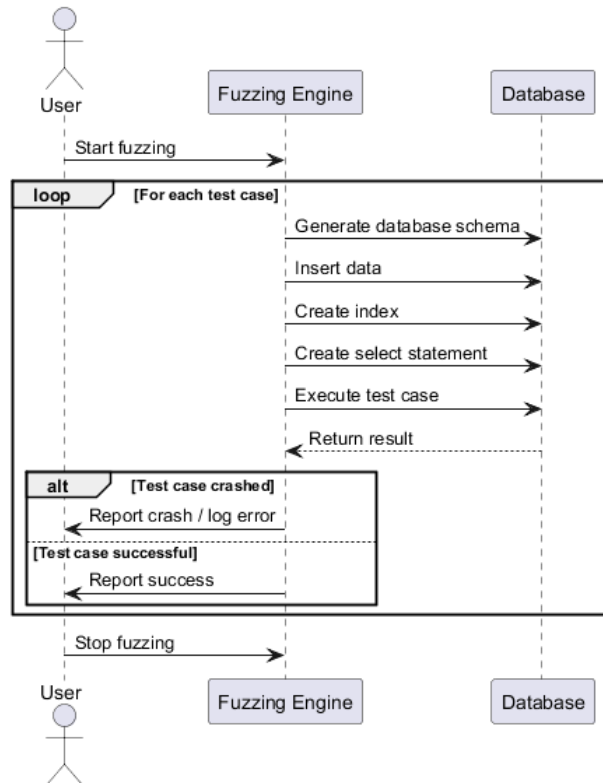 User
Fuzzing Engine
Database
Start fuzzing
loop
[For each test case]
Generate database schema
Insert data
Create index
Create select statement
Execute test case
Return result
alt
[Test case crashed]
Report crash / log error
[Test case successful]
Report success
Stop fuzzing
User
Fuzzing Engine
Database